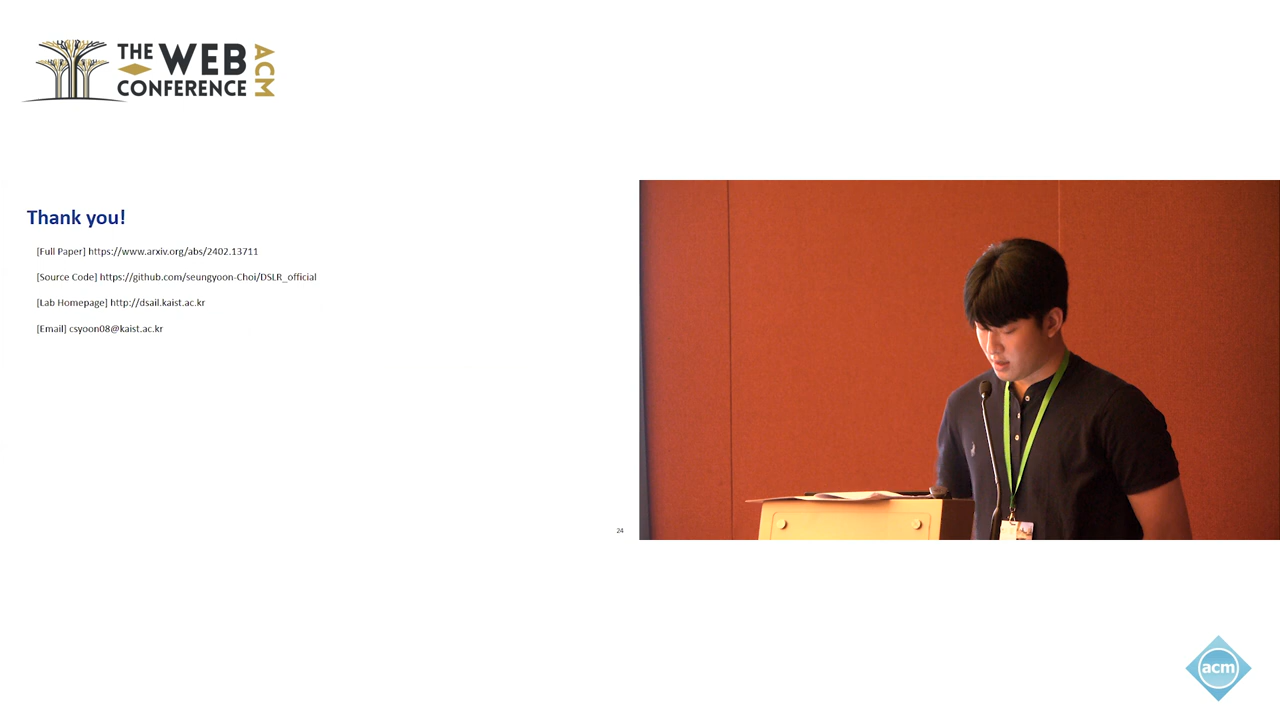 THE WEB
CONFERENCE
ACM
Thank you!
[Full Paper] https://www.arxiv.org/abs/2402.13711
[Source Code] https://github.com/seungyoon-Choi/DSLR_official
[Lab Homepage] http://dsail.kaist.ac.kr
[Email] csyoon08@kaist.ac.kr
24
acm